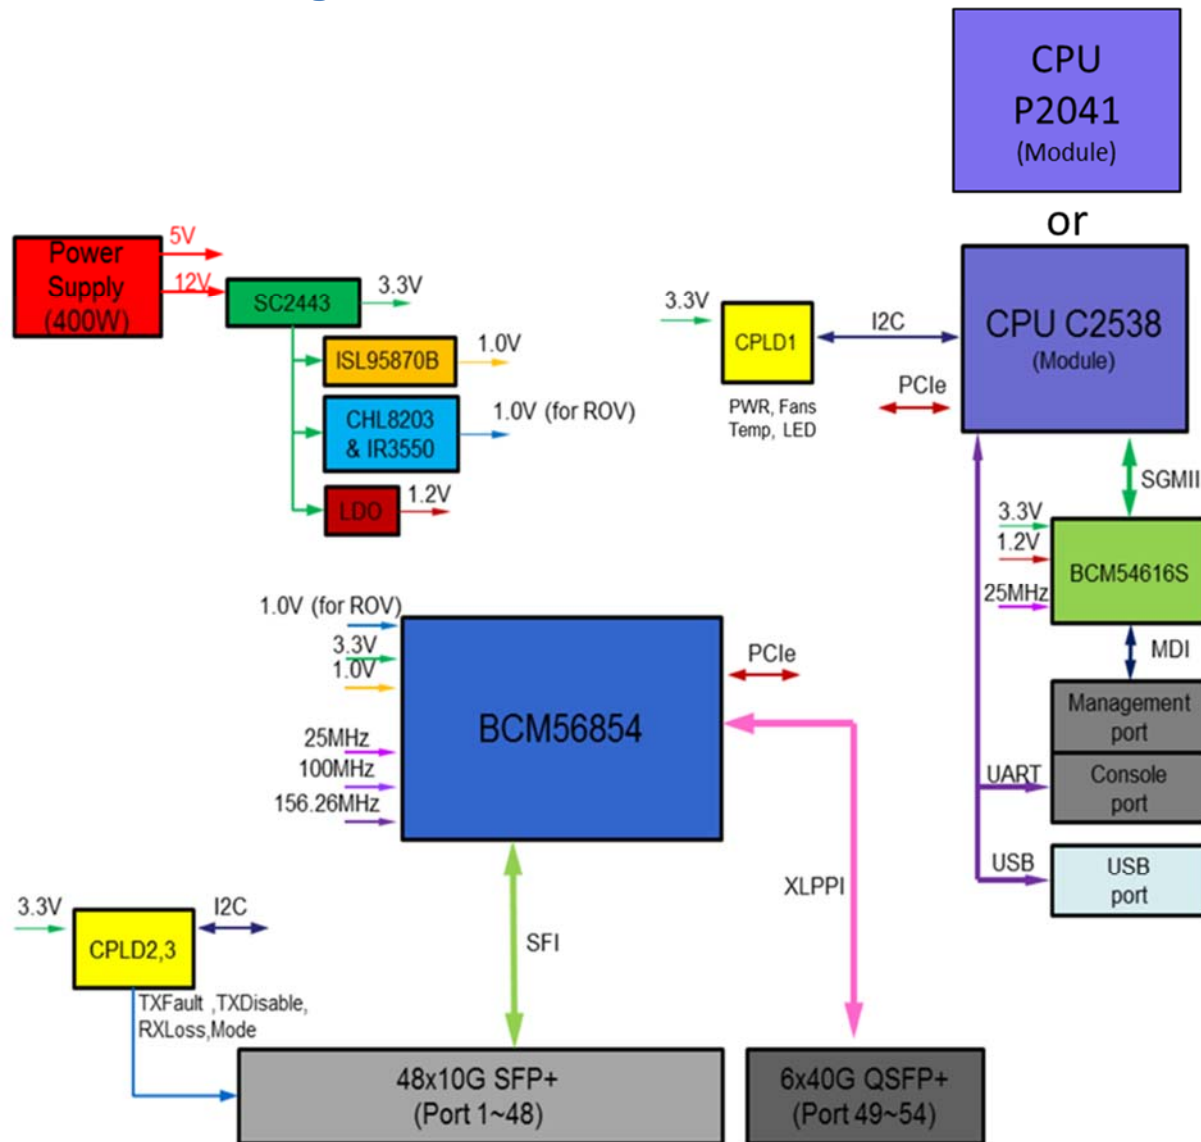 CPU
P2041
(Module)
or
Power
Supply
(400W)
5V
12V
SC2443
3.3V
ISL95870B
1.0V
CHL8203
& IR3550
1.0V (for ROV)
LDO
1.2V
3.3V
CPLD1
PWR, Fans
Temp, LED
I2C
PCIe
CPU C2538
(Module)
SGMII
3.3V
1.2V
25MHz
BCM54616S
MDI
Management
port
UART
Console
port
USB
USB
port
1.0V (for ROV)
3.3V
1.0V
25MHz
100MHz
156.26MHz
BCM56854
PCIe
XLPPI
SFI
3.3V
CPLD2,3
I2C
TXFault ,TXDisable,
RXLoss,Mode
48x10G SFP+
(Port 1~48)
6x40G QSFP+
(Port 49~54)